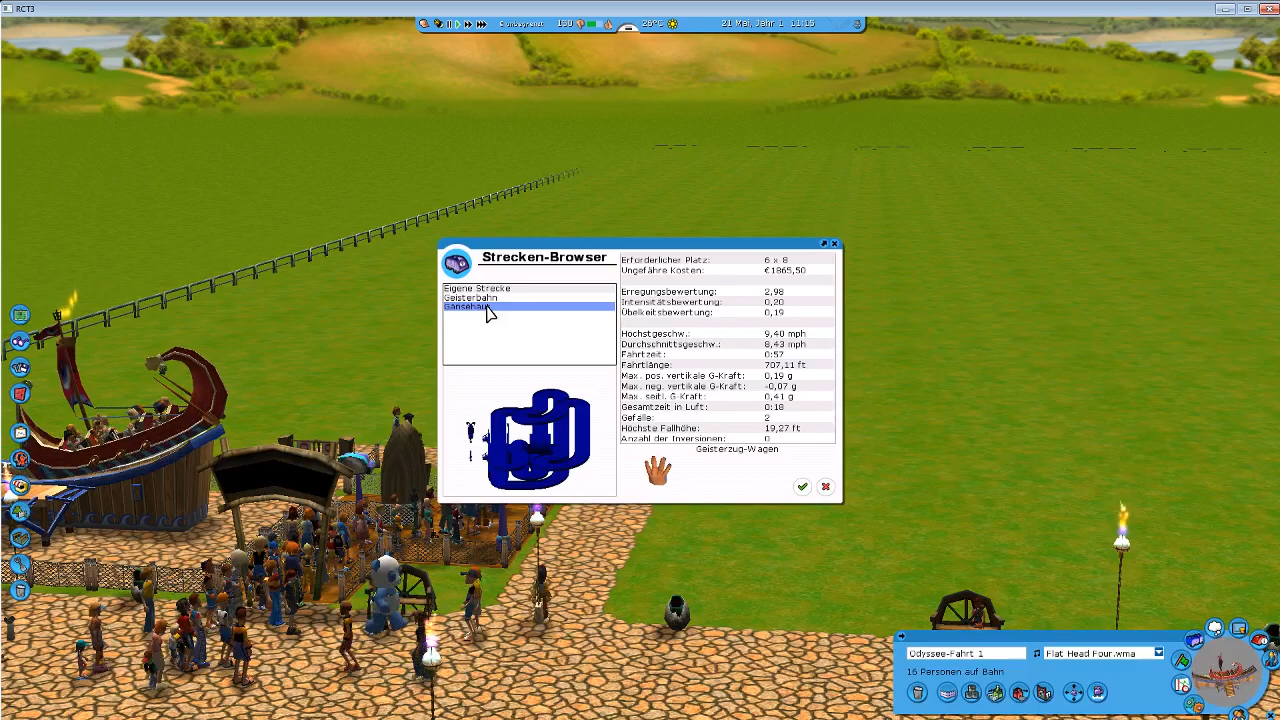 RCT3
€ unbegrenzt 150 26°C 21 Mai, Jahr 1 11:15
Strecken-Browser
Eigene Strecke
Geisterbahn
Gänsehaut
Erforderlicher Platz: 6 x 8
Ungefähre Kosten: €1865,50
Erregungsbewertung: 2,98
Intensitätsbewertung: 0,20
Übelkeitsbewertung: 0,19
Höchstgeschw.: 9,40 mph
Durchschnittsgeschw.: 8,43 mph
Fahrtzeit: 0:57
Fahrtlänge: 707,11 ft
Max. pos. vertikale G-Kraft: 0,19 g
Max. neg. vertikale G-Kraft: -0,07 g
Max. seitl. G-Kraft: 0,41 g
Gesamtzeit in Luft: 0:18
Gefälle: 2
Höchste Fallhöhe: 19,27 ft
Anzahl der Inversionen: 0
Geisterzug-Wagen
Odyssee-Fahrt 1
Flat Head Four.wma
16 Personen auf Bahn